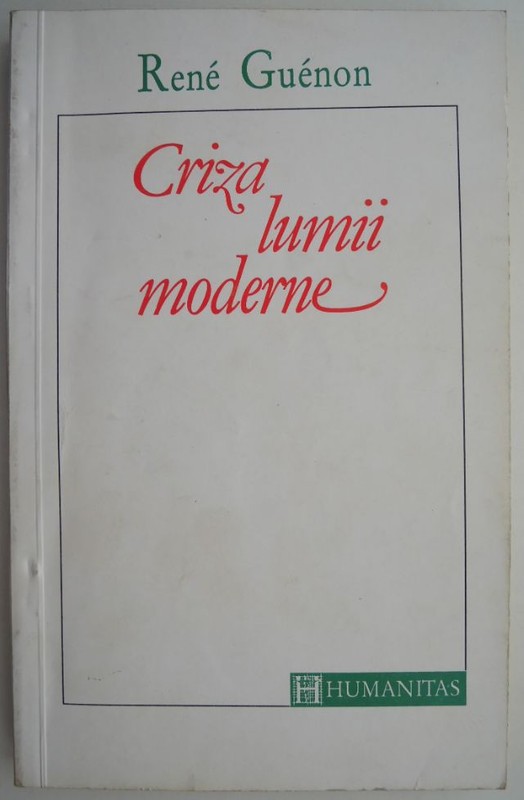 René Guénon
Criza
lumii
moderne
H HUMANITAS